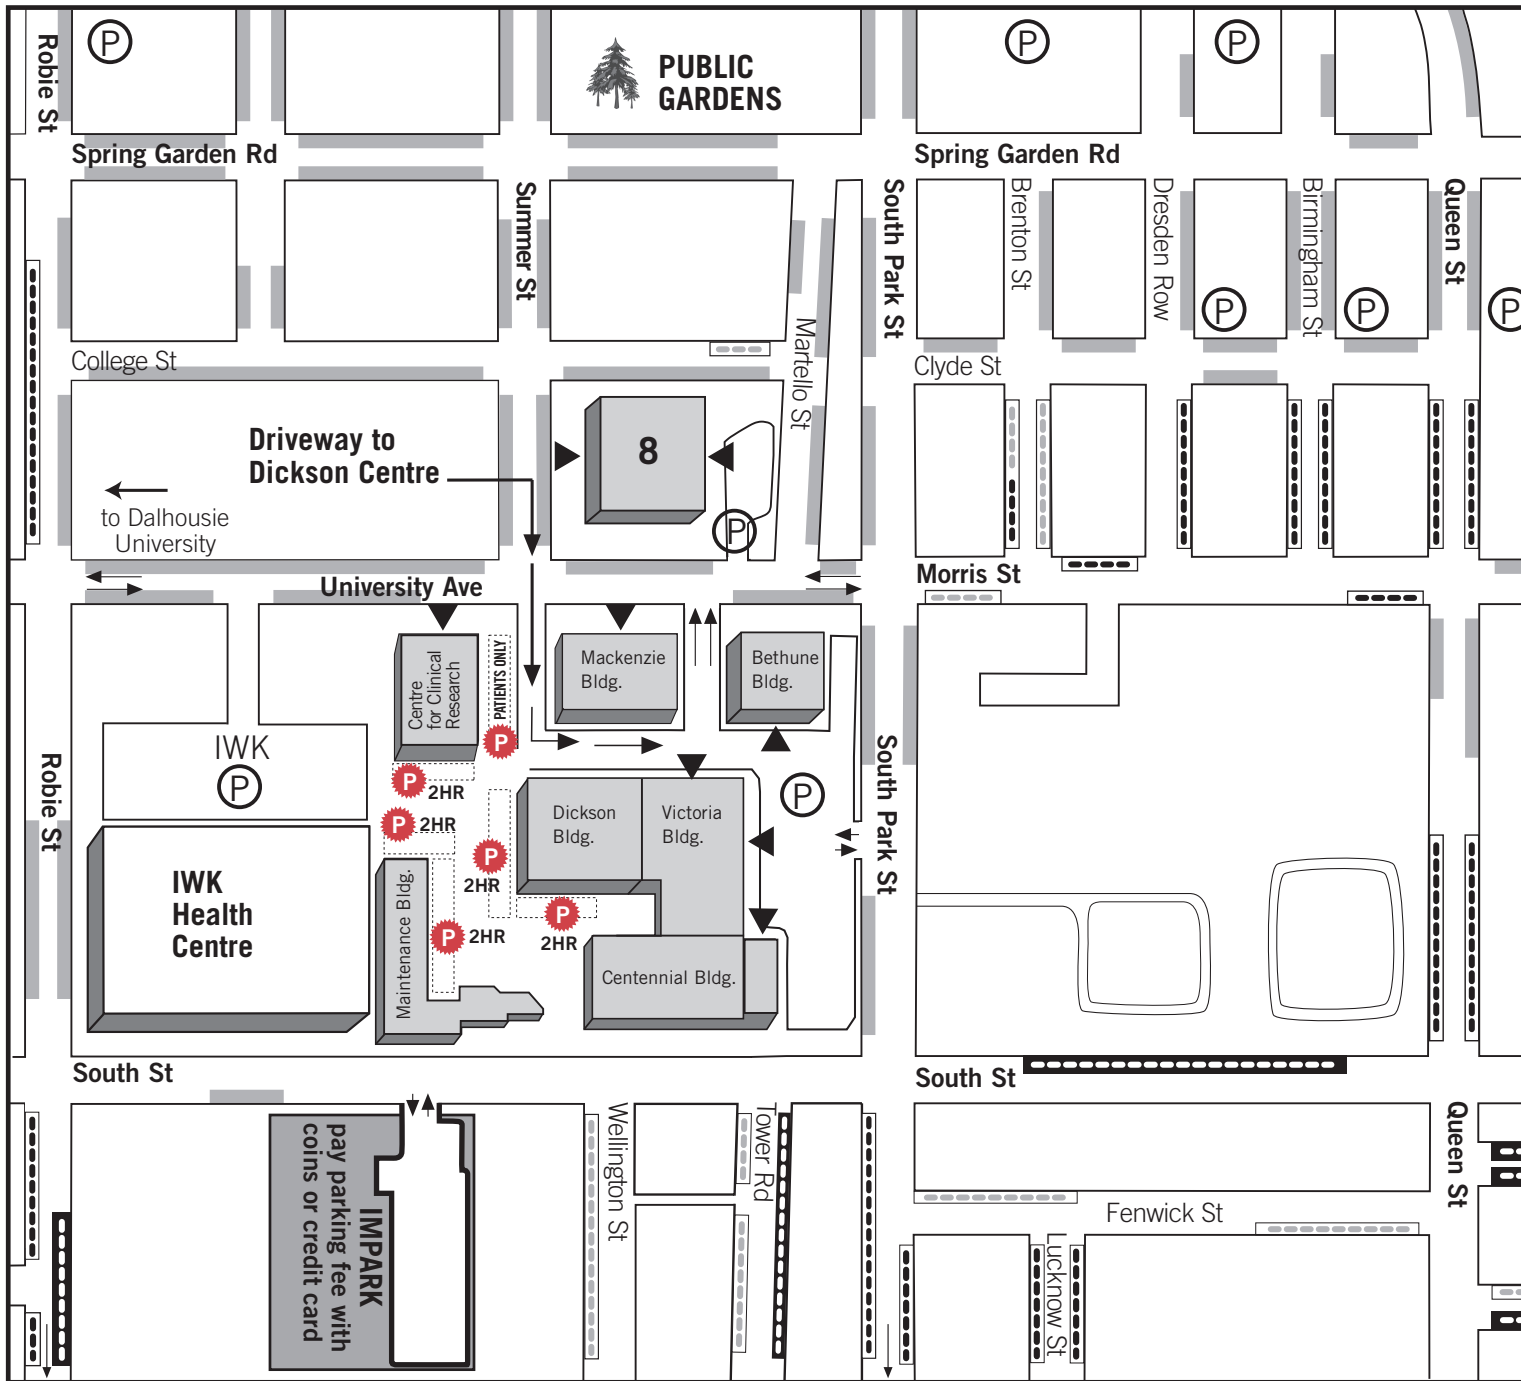 Robie St
P
PUBLIC
GARDENS
P
P
Spring Garden Rd
Spring Garden Rd
Summer St
South Park St
Brenton St
Dresden Row
Birmingham St
Queen St
P
P
P
Martello St
College St
Clyde St
Driveway to
Dickson Centre
8
to Dalhousie
University
P
University Ave
Morris St
Centre
for Clinical
Research
PATIENTS ONLY
P
Mackenzie
Bldg.
Bethune
Bldg.
IWK
P
P
2HR
P
2HR
P
2HR
P
2HR
P
2HR
Dickson
Bldg.
Victoria
Bldg.
P
South Park St
Robie St
IWK
Health
Centre
Maintenance Bldg.
Centennial Bldg.
South St
South St
IMPARK
pay parking fee with
coins or credit card
Wellington St
Tower Rd
Queen St
Fenwick St
Lucknow St